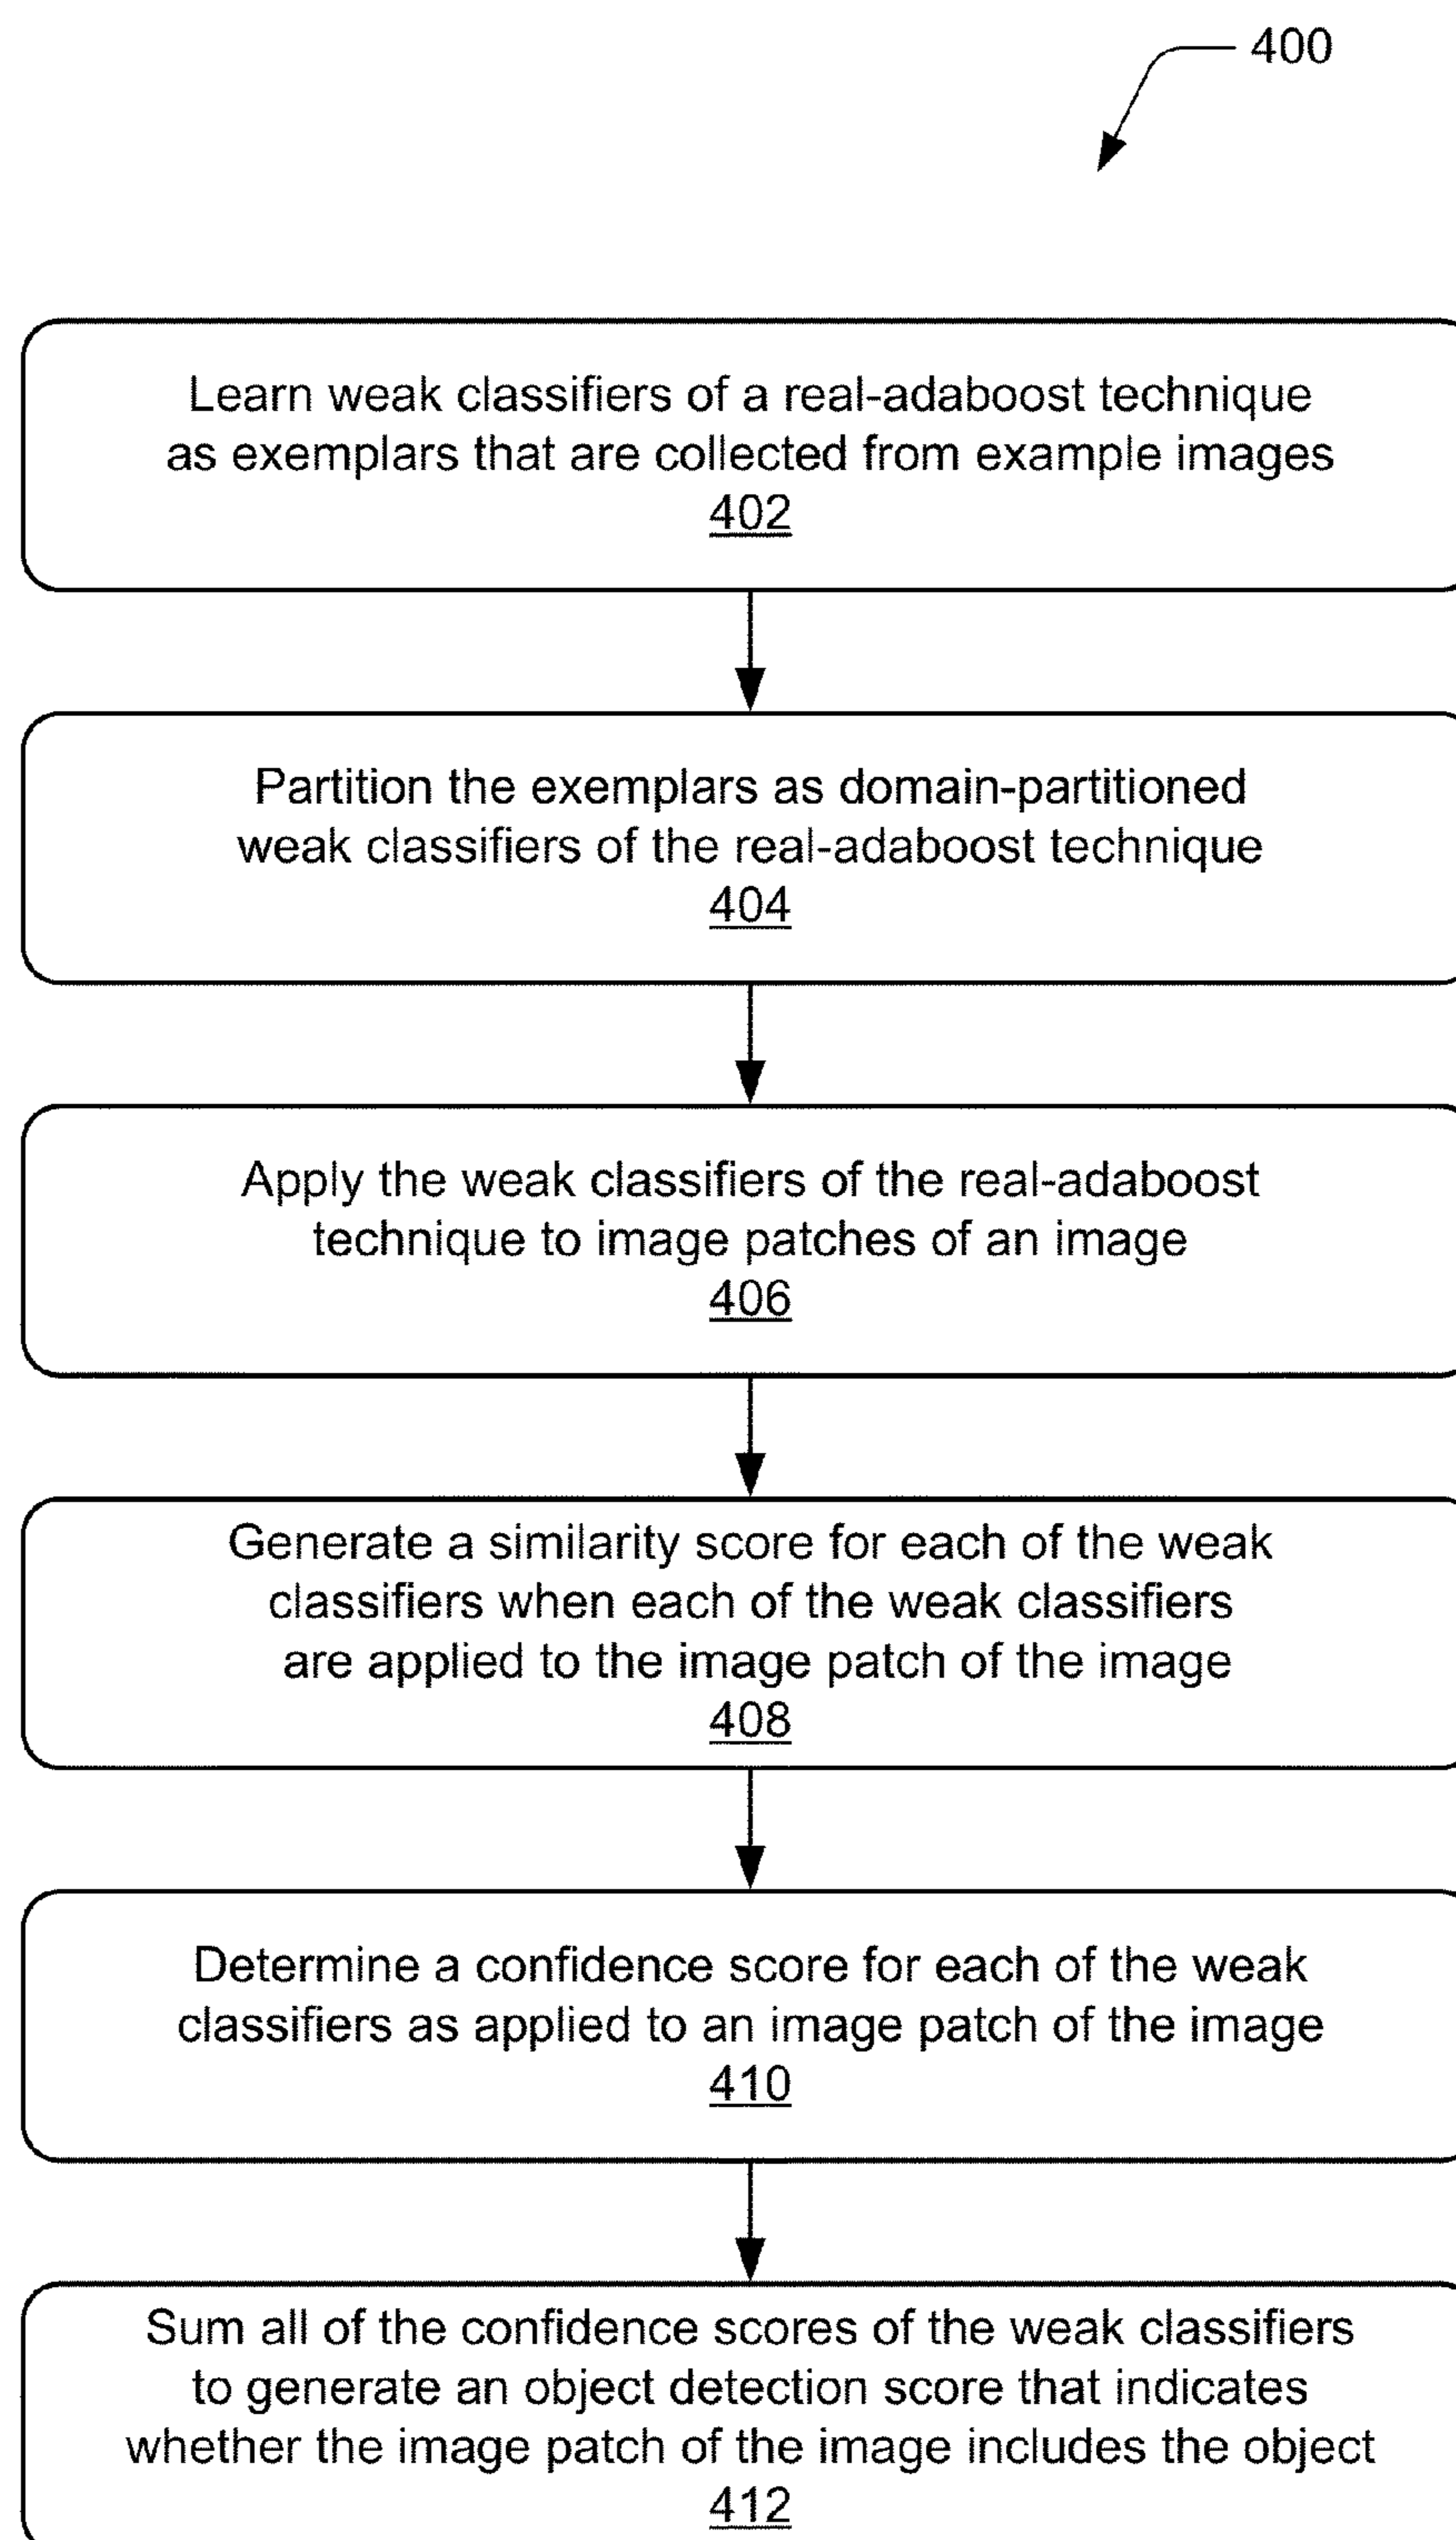 400
Learn weak classifiers of a real-adaboost technique
as exemplars that are collected from example images
402
Partition the exemplars as domain-partitioned
weak classifiers of the real-adaboost technique
404
Apply the weak classifiers of the real-adaboost
technique to image patches of an image
406
Generate a similarity score for each of the weak
classifiers when each of the weak classifiers
are applied to the image patch of the image
408
Determine a confidence score for each of the weak
classifiers as applied to an image patch of the image
410
Sum all of the confidence scores of the weak classifiers
to generate an object detection score that indicates
whether the image patch of the image includes the object
412